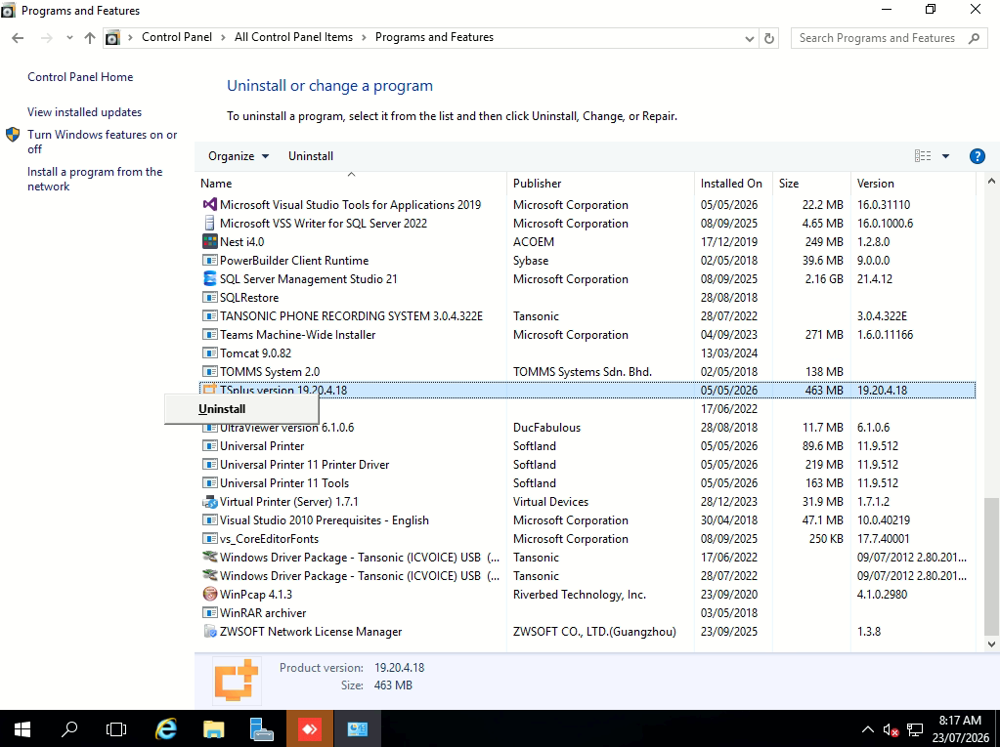 Programs and Features
Control Panel > All Control Panel Items > Programs and Features
Search Programs and Features
Control Panel Home
View installed updates
Turn Windows features on or
off
Install a program from the
network
Uninstall or change a program
To uninstall a program, select it from the list and then click Uninstall, Change, or Repair.
Organize Uninstall
Name Publisher Installed On Size Version
Microsoft Visual Studio Tools for Applications 2019 Microsoft Corporation 05/05/2026 22.2 MB 16.0.31110
Microsoft VSS Writer for SQL Server 2022 Microsoft Corporation 08/09/2025 4.65 MB 16.0.1000.6
Nest i4.0 ACOEM 17/12/2019 249 MB 1.2.8.0
PowerBuilder Client Runtime Sybase 02/05/2018 39.6 MB 9.0.0.0
SQL Server Management Studio 21 Microsoft Corporation 08/09/2025 2.16 GB 21.4.12
SQLRestore 28/08/2018
TANSONIC PHONE RECORDING SYSTEM 3.0.4.322E Tansonic 28/07/2022 3.0.4.322E
Teams Machine-Wide Installer Microsoft Corporation 04/09/2023 271 MB 1.6.0.11166
Tomcat 9.0.82 13/03/2024
TOMMS System 2.0 TOMMS Systems Sdn. Bhd. 02/05/2018 138 MB
TSplus version 19.20.4.18 05/05/2026 463 MB 19.20.4.18
Uninstall 17/06/2022
UltraViewer version 6.1.0.6 DucFabulous 28/08/2018 11.7 MB 6.1.0.6
Universal Printer Softland 05/05/2026 89.6 MB 11.9.512
Universal Printer 11 Printer Driver Softland 05/05/2026 219 MB 11.9.512
Universal Printer 11 Tools Softland 05/05/2026 163 MB 11.9.512
Virtual Printer (Server) 1.7.1 Virtual Devices 28/12/2023 31.9 MB 1.7.1.2
Visual Studio 2010 Prerequisites - English Microsoft Corporation 30/04/2018 47.1 MB 10.0.40219
vs_CoreEditorFonts Microsoft Corporation 08/09/2025 250 KB 17.7.40001
Windows Driver Package - Tansonic (ICVOICE) USB (... Tansonic 17/06/2022 09/07/2012 2.80.201...
Windows Driver Package - Tansonic (ICVOICE) USB (... Tansonic 28/07/2022 09/07/2012 2.80.201...
WinPcap 4.1.3 Riverbed Technology, Inc. 23/09/2020 4.1.0.2980
WinRAR archiver 03/05/2018
ZWSOFT Network License Manager ZWSOFT CO., LTD.(Guangzhou) 23/09/2025 1.3.8
Product version: 19.20.4.18
Size: 463 MB
8:17 AM
23/07/2026